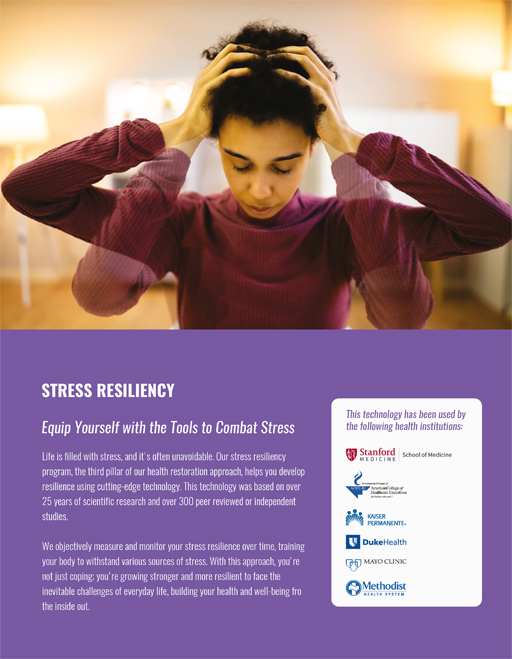 STRESS RESILIENCY
Equip Yourself with the Tools to Combat Stress
Life is filled with stress, and it's often unavoidable. Our stress resiliency
program, the third pillar of our health restoration approach, helps you develop
resilience using cutting-edge technology. This technology was based on over
25 years of scientific research and over 300 peer reviewed or independent
studies.
We objectively measure and monitor your stress resilience over time, training
your body to withstand various sources of stress. With this approach, you're
not just coping; you're growing stronger and more resilient to face the
inevitable challenges of everyday life, building your health and well-being fro
the inside out.
This technology has been used by
the following health institutions:
Stanford School of Medicine
MEDICINE
American College of
Healthcare Executives
KAISER
PERMANENTE®
DukeHealth
MAYO CLINIC
Methodist
HEALTH SYSTEM